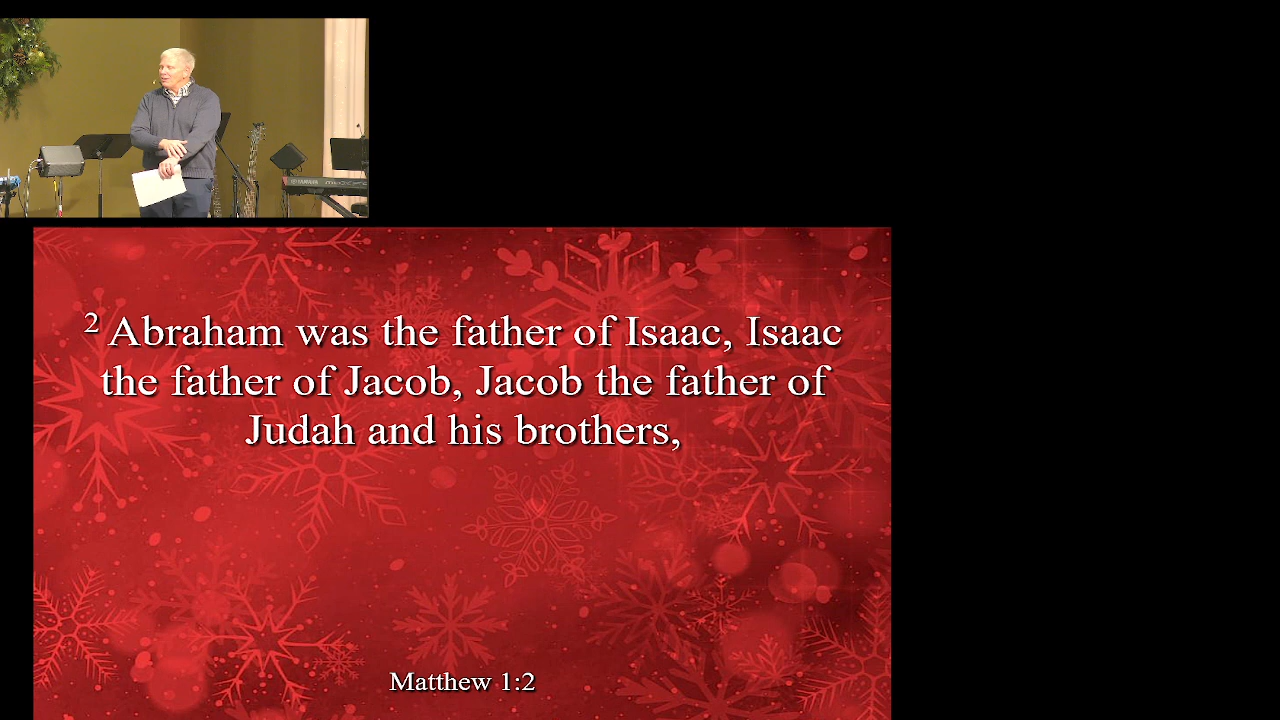 2 Abraham was the father of Isaac, Isaac
the father of Jacob, Jacob the father of
Judah and his brothers,
Matthew 1:2